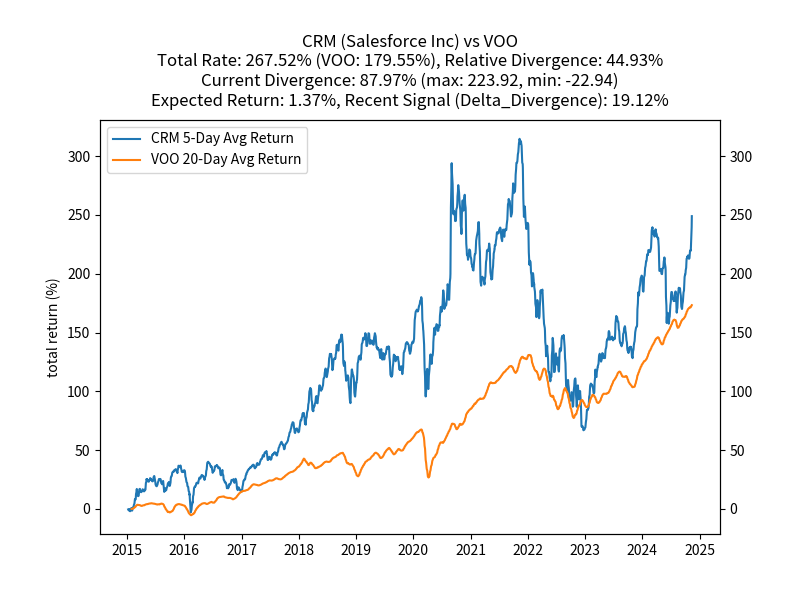 CRM (Salesforce Inc) vs VOO
Total Rate: 267.52% (VOO: 179.55%), Relative Divergence: 44.93%
Current Divergence: 87.97% (max: 223.92, min: -22.94)
Expected Return: 1.37%, Recent Signal (Delta_Divergence): 19.12%
CRM 5-Day Avg Return
VOO 20-Day Avg Return
total return (%)
300 300
250 250
200 200
150 150
100 100
50 50
0 0
2015 2016 2017 2018 2019 2020 2021 2022 2023 2024 2025